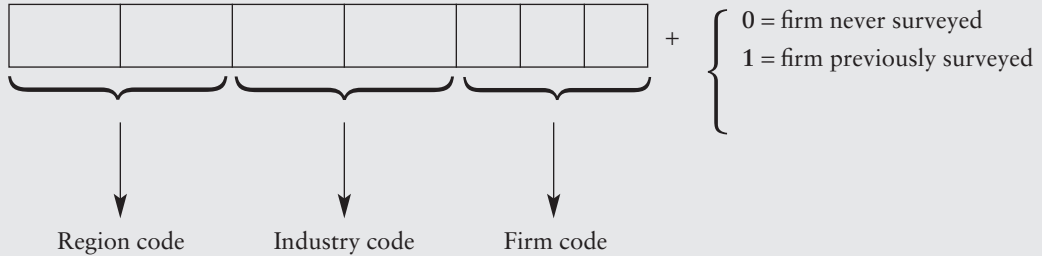 +
0 = firm never surveyed
1 = firm previously surveyed
Region code
Industry code
Firm code